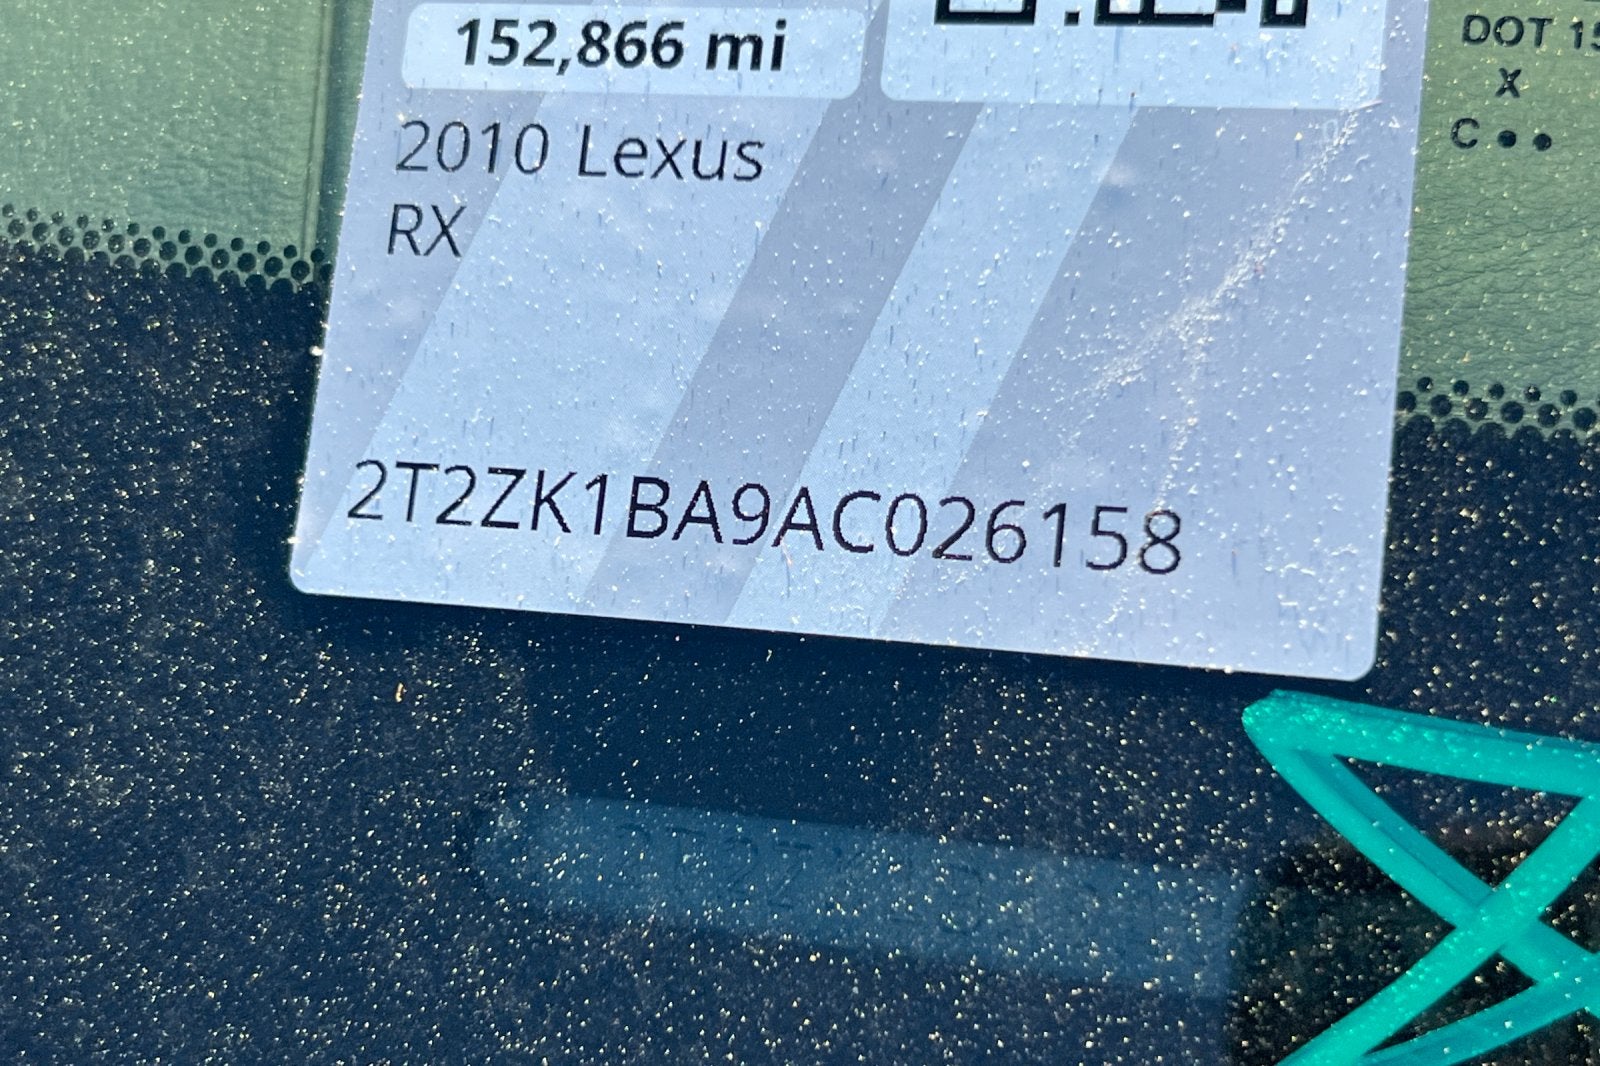 152,866 mi
2010 Lexus
RX
2T2ZK1BA9AC026158
DOT
X
C ••